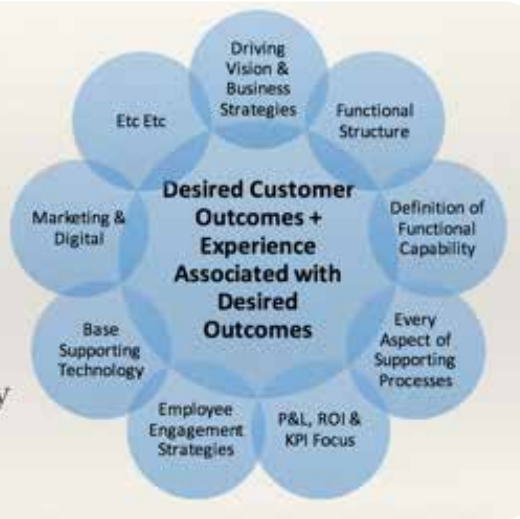 Driving
Vision &
Business
Strategies
Functional
Structure
Definition of
Functional
Capability
Every
Aspect of
Supporting
Processes
P&L, ROI &
KPI Focus
Employee
Engagement
Strategies
Base
Supporting
Technology
Marketing &
Digital
Etc Etc
Desired Customer
Outcomes +
Experience
Associated with
Desired
Outcomes
y